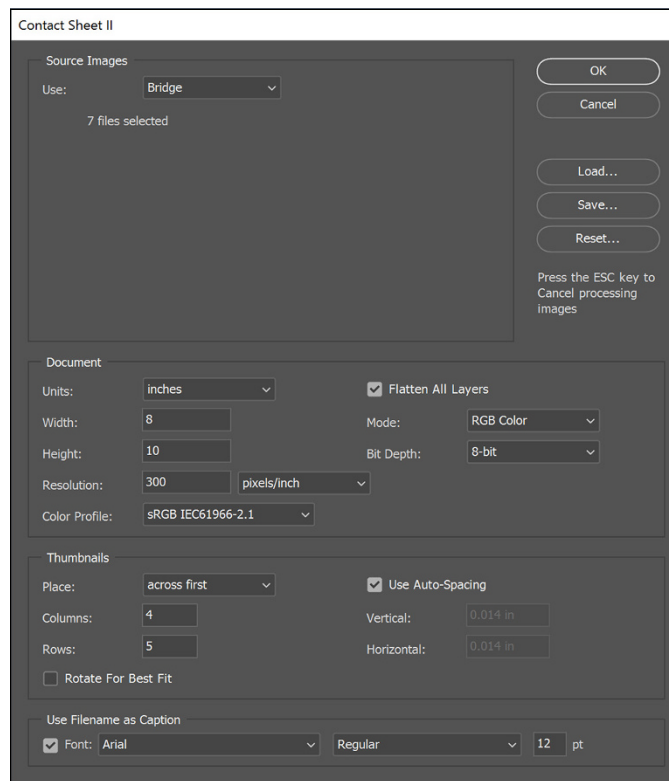 Contact Sheet II
Source Images
Use: Bridge
7 files selected
OK
Cancel
Load...
Save...
Reset...
Press the ESC key to
Cancel processing
images
Document
Units: inches
Flatten All Layers
Width: 8
Mode: RGB Color
Height: 10
Bit Depth: 8-bit
Resolution: 300 pixels/inch
Color Profile: sRGB IEC61966-2.1
Thumbnails
Place: across first
Use Auto-Spacing
Columns: 4
Vertical: 0.014 in
Rows: 5
Horizontal: 0.014 in
Rotate For Best Fit
Use Filename as Caption
Font: Arial Regular 12 pt